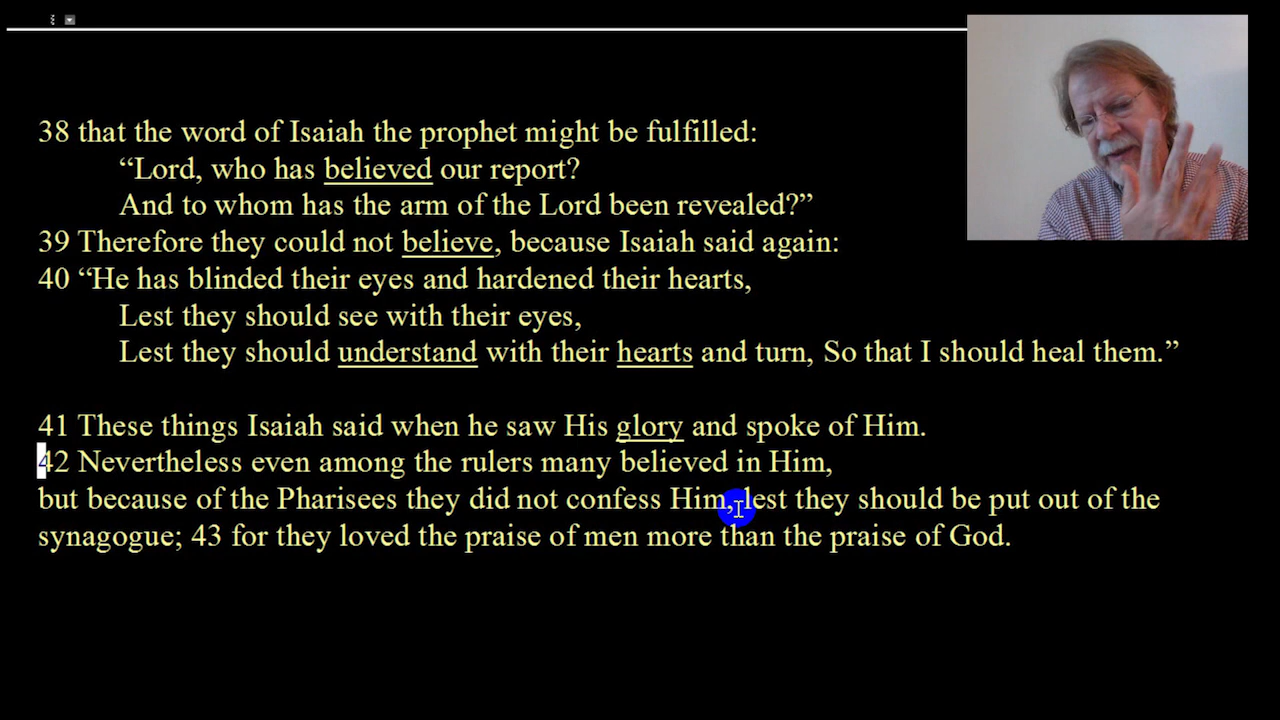 38 that the word of Isaiah the prophet might be fulfilled:
“Lord, who has believed our report?
And to whom has the arm of the Lord been revealed?”
39 Therefore they could not believe, because Isaiah said again:
40 “He has blinded their eyes and hardened their hearts,
Lest they should see with their eyes,
Lest they should understand with their hearts and turn, So that I should heal them.”
41 These things Isaiah said when he saw His glory and spoke of Him.
42 Nevertheless even among the rulers many believed in Him,
but because of the Pharisees they did not confess Him, lest they should be put out of the
synagogue; 43 for they loved the praise of men more than the praise of God.